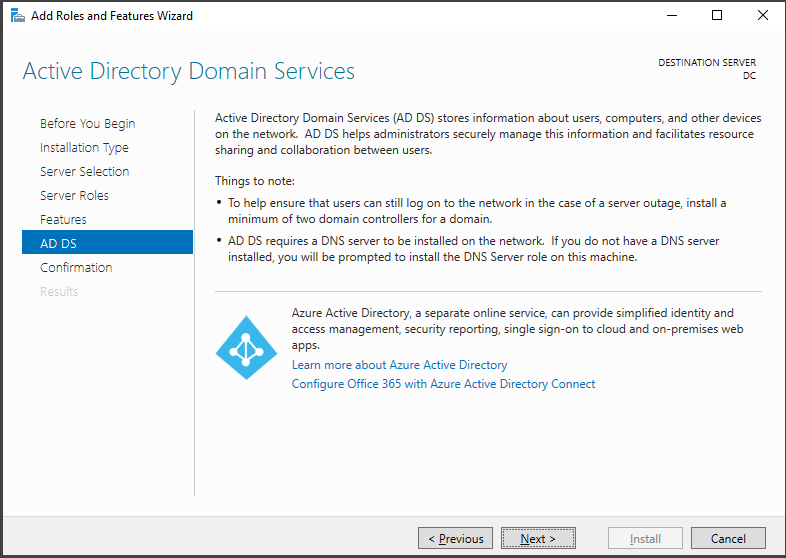 Add Roles and Features Wizard
Active Directory Domain Services
DESTINATION SERVER
DC
Before You Begin
Installation Type
Server Selection
Server Roles
Features
AD DS
Confirmation
Results
Active Directory Domain Services (AD DS) stores information about users, computers, and other devices
on the network.  AD DS helps administrators securely manage this information and facilitates resource
sharing and collaboration between users.
Things to note:
• To help ensure that users can still log on to the network in the case of a server outage, install a
minimum of two domain controllers for a domain.
• AD DS requires a DNS server to be installed on the network.  If you do not have a DNS server
installed, you will be prompted to install the DNS Server role on this machine.
Azure Active Directory, a separate online service, can provide simplified identity and
access management, security reporting, single sign-on to cloud and on-premises web
apps.
Learn more about Azure Active Directory
Configure Office 365 with Azure Active Directory Connect
< Previous
Next >
Install
Cancel